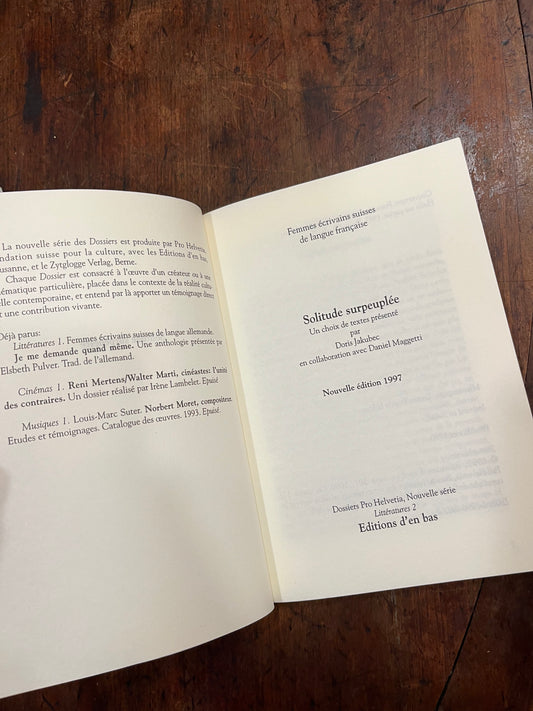 La nouvelle série des Dossiers est produite par Pro Helvetia,
ndation suisse pour la culture, avec les Editions d'en bas,
usanne, et le Zytglogge Verlag, Berne.
Chaque Dossier est consacré à l'œuvre d'un créateur ou à une
ématique particulière, placée dans le contexte de la réalité cultu-
elle contemporaine, et entend par là apporter un témoignage direct
et une contribution vivante.
Déjà parus:
Littératures 1. Femmes écrivains suisses de langue allemande.
Je me demande quand même. Une anthologie présentée par
Elsbeth Pulver. Trad. de l'allemand.
Cinémas 1. Reni Mertens/Walter Marti, cinéastes: l'unité
des contraires. Un dossier réalisé par Irène Lambelet. Epuisé
Musiques 1. Louis-Marc Suter. Norbert Moret, compositeur.
Etudes et témoignages. Catalogue des œuvres. 1993. Epuisé.
Femmes écrivains suisses
de langue française
Solitude surpeuplée
Un choix de textes présenté
par
Doris Jakubec
en collaboration avec Daniel Maggetti
Nouvelle édition 1997
Dossiers Pro Helvetia, Nouvelle série
Littératures 2
Editions d'en bas